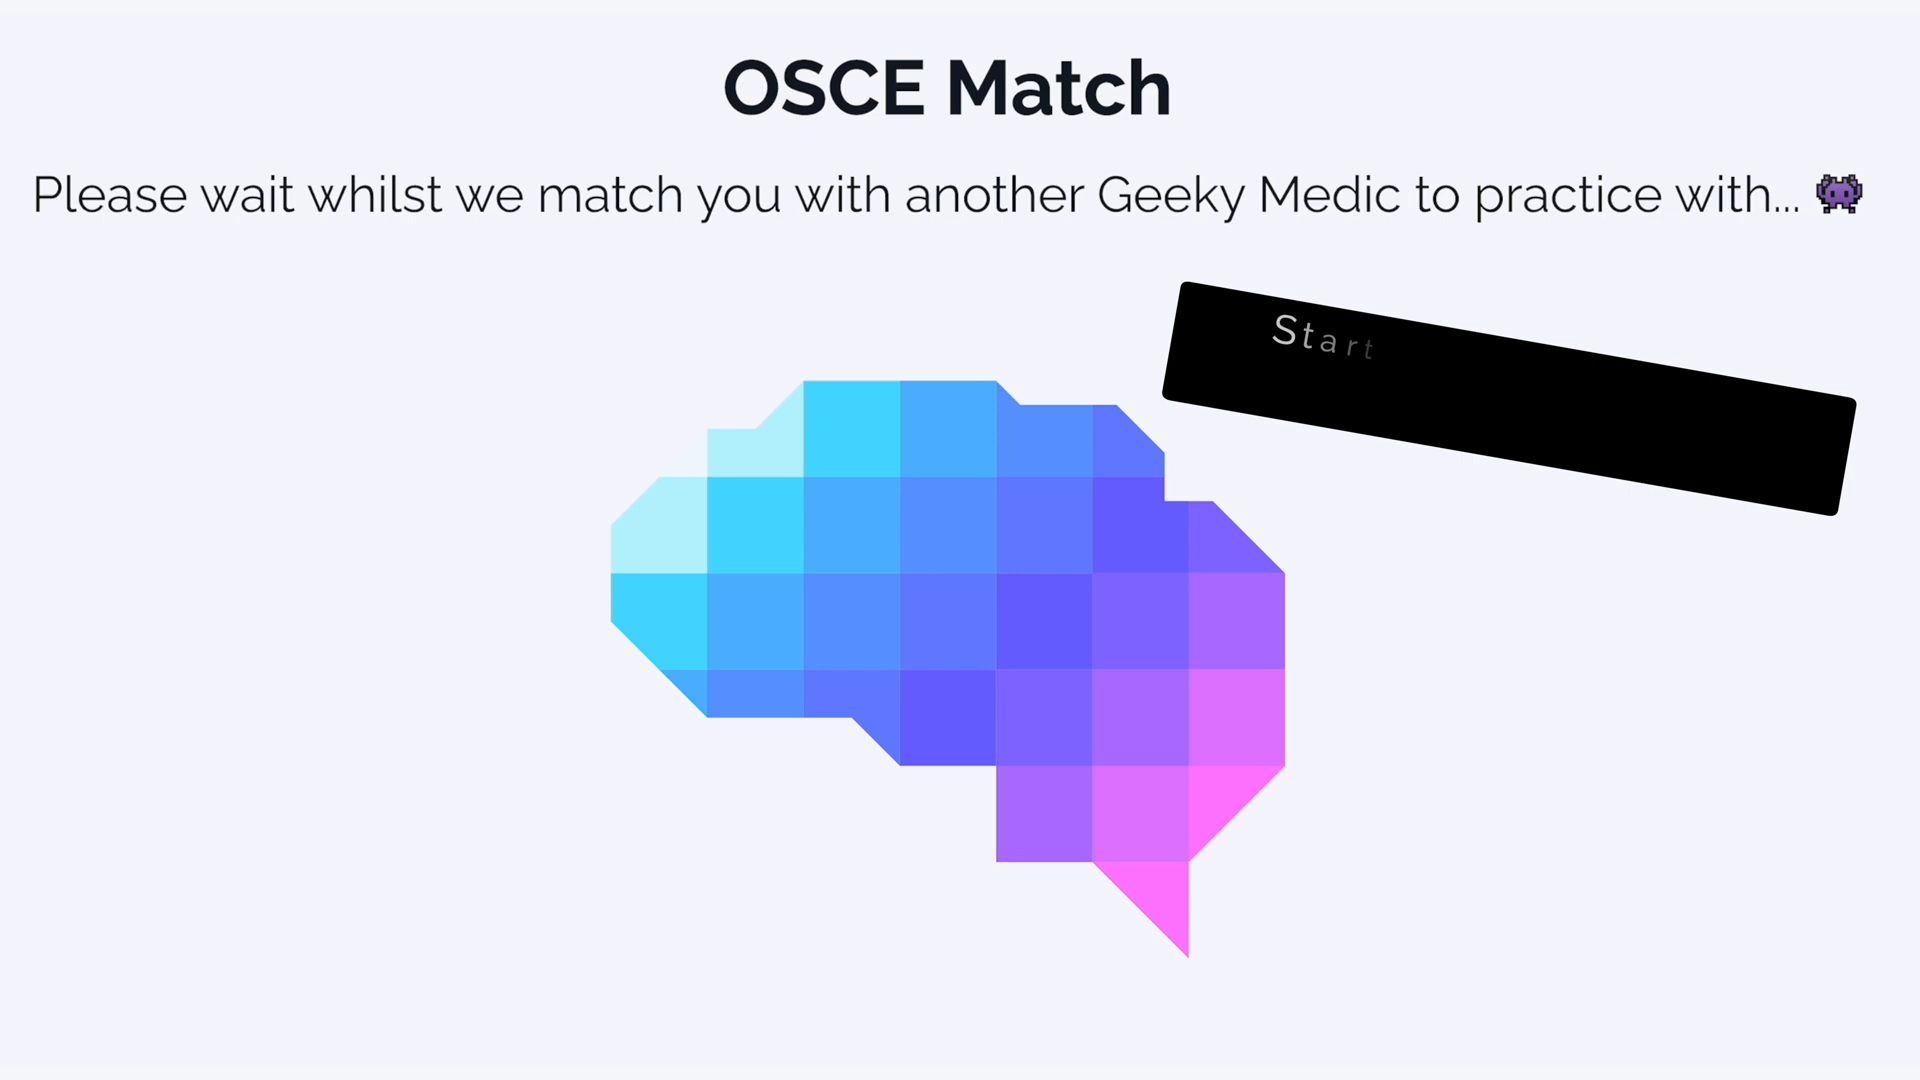 OSCE Match
Please wait whilst we match you with another Geeky Medic to practice with... 👾
Start